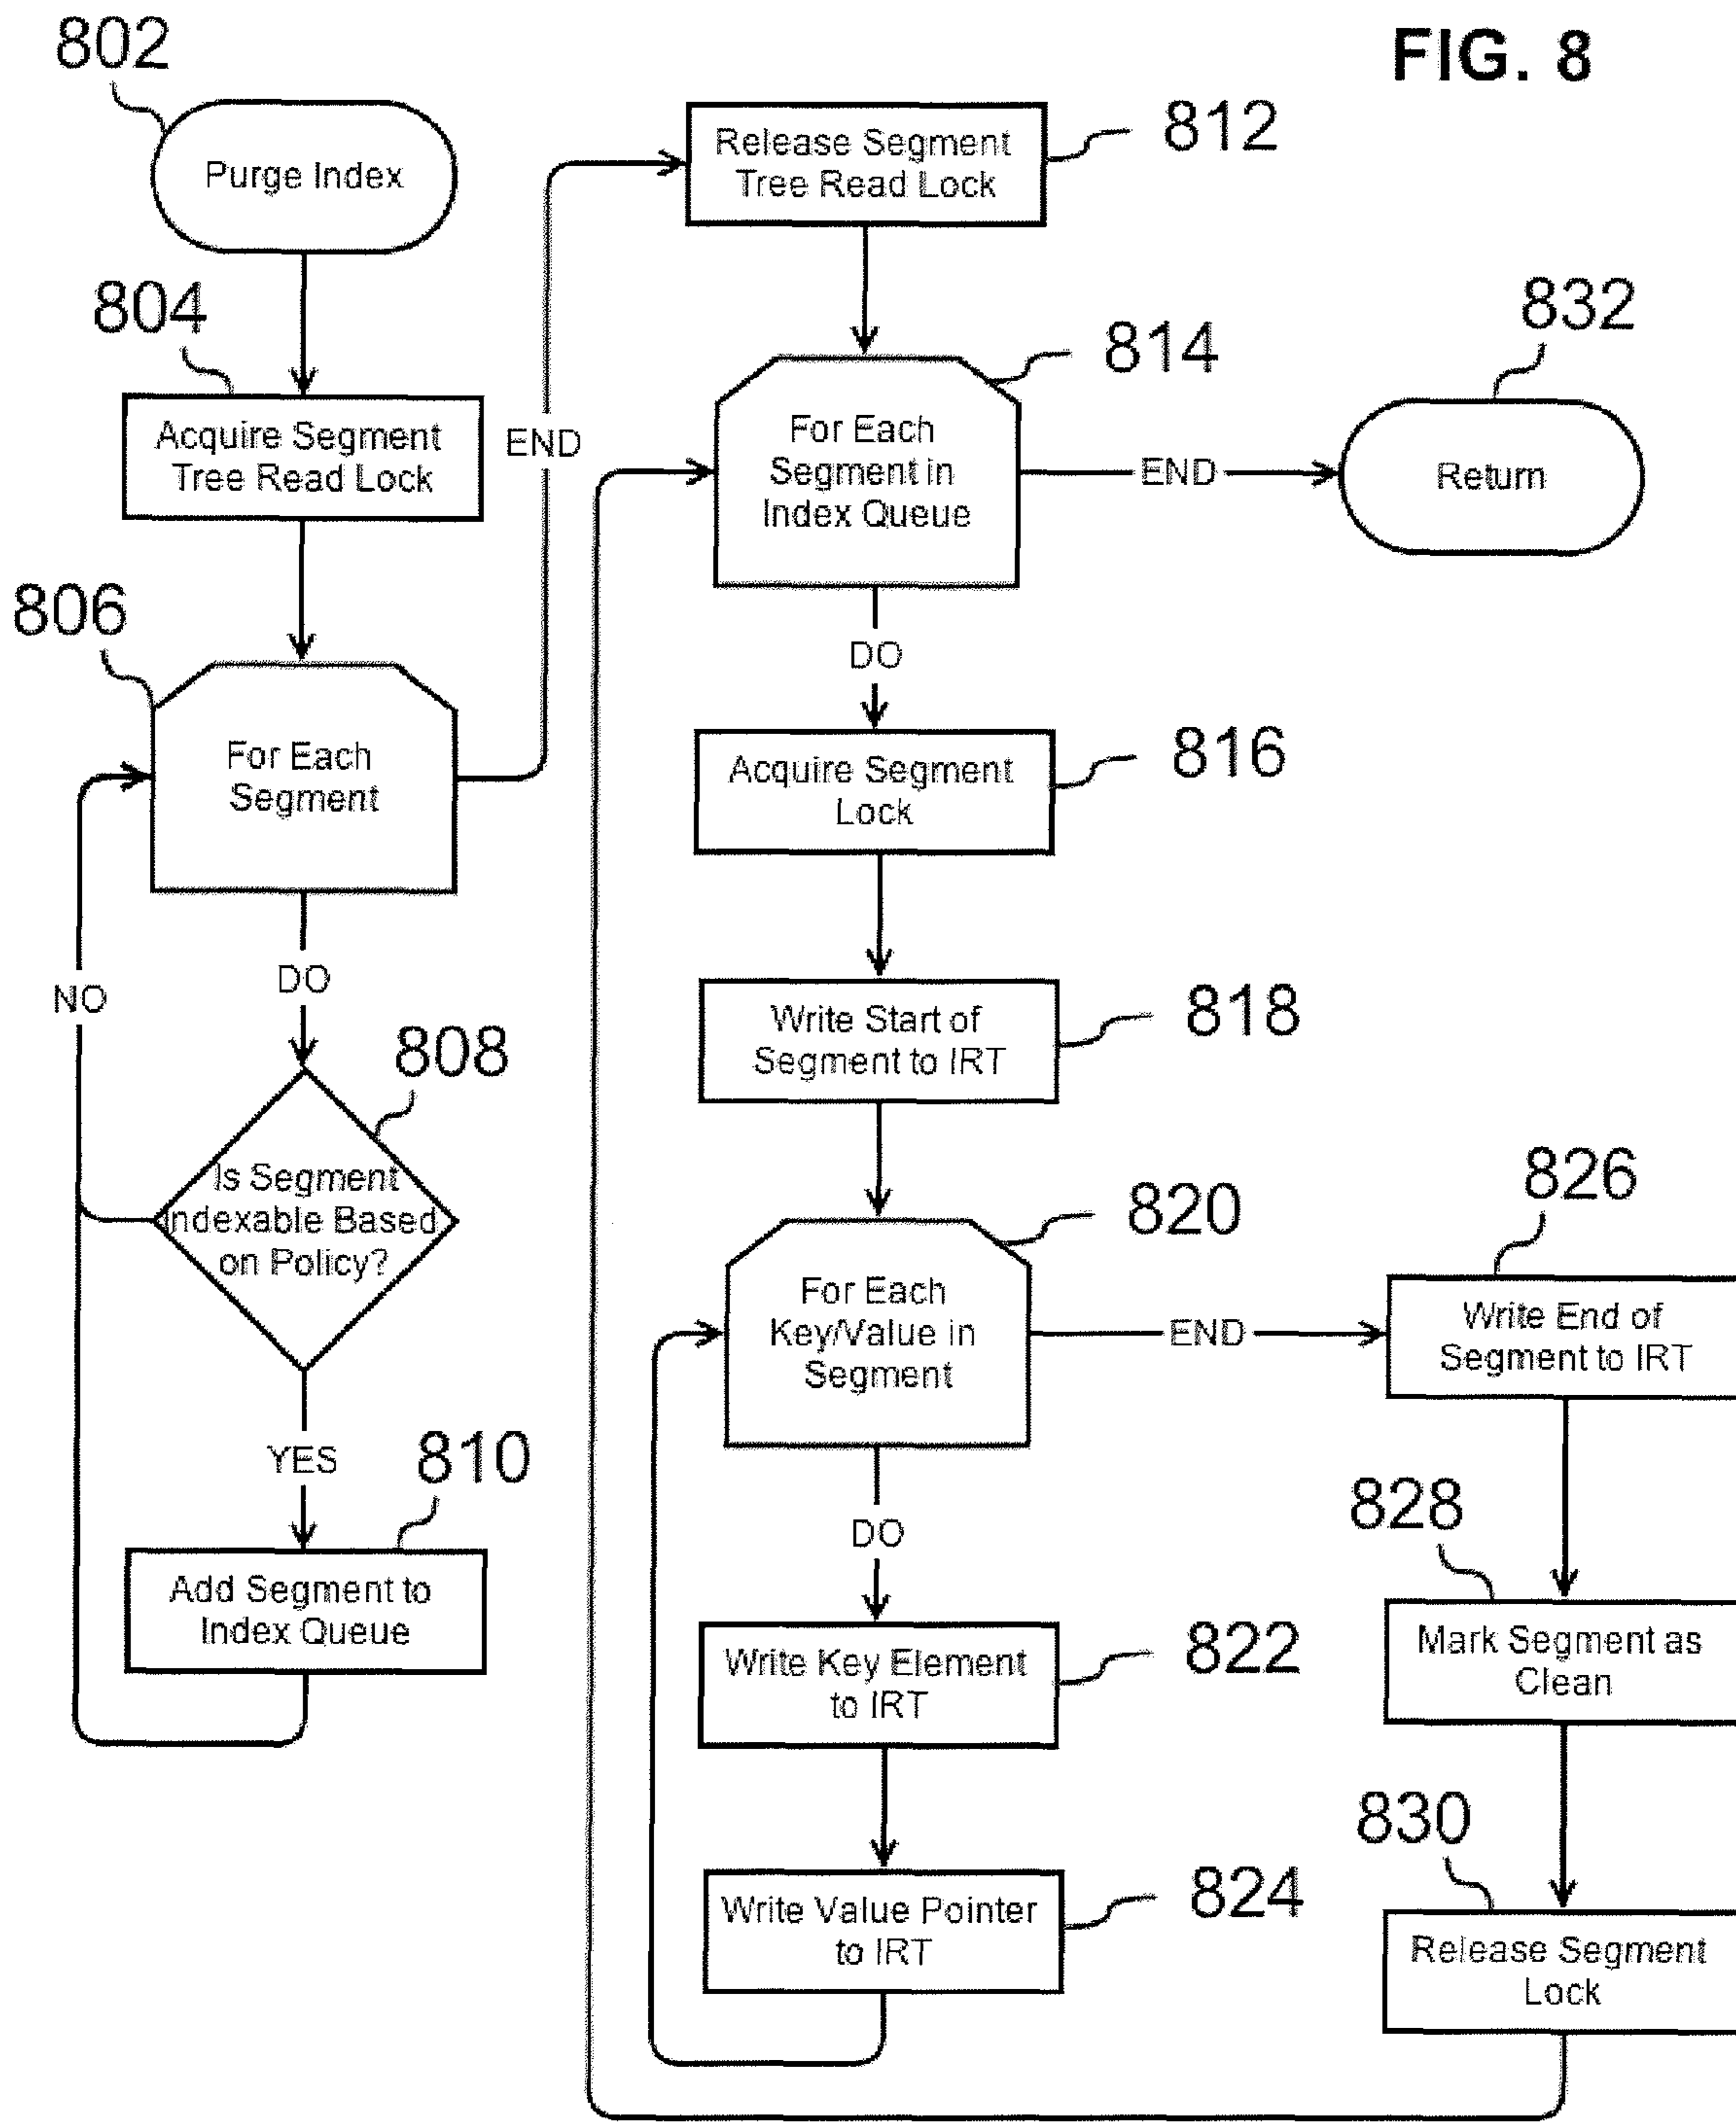 FIG. 8
802
Purge Index
804
Acquire Segment
Tree Read Lock
806
For Each
Segment
END
NO
DO
808
Is Segment
Indexable Based
on Policy?
YES
810
Add Segment to
Index Queue
Release Segment
Tree Read Lock
812
For Each
Segment in
Index Queue
814
END
832
Return
DO
Acquire Segment
Lock
816
Write Start of
Segment to IRT
818
For Each
Key/Value in
Segment
820
END
826
Write End of
Segment to IRT
DO
Write Key Element
to IRT
822
Write Value Pointer
to IRT
824
828
Mark Segment as
Clean
830
Release Segment
Lock